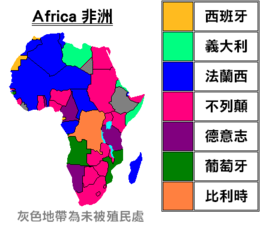 Africa 非洲
西班牙
義大利
法蘭西
不列顛
德意志
葡萄牙
比利時
灰色地帶為未被殖民處